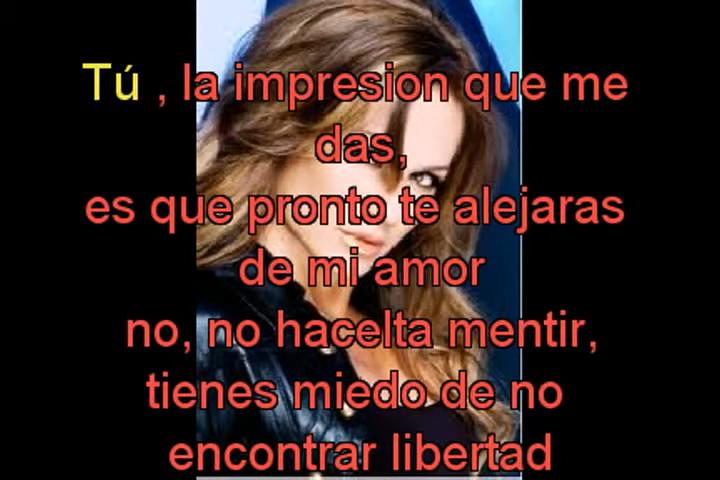 Tú , la impresion que me
das,
es que pronto te alejaras
de mi amor
no, no hacelta mentir,
tienes miedo de no
encontrar libertad